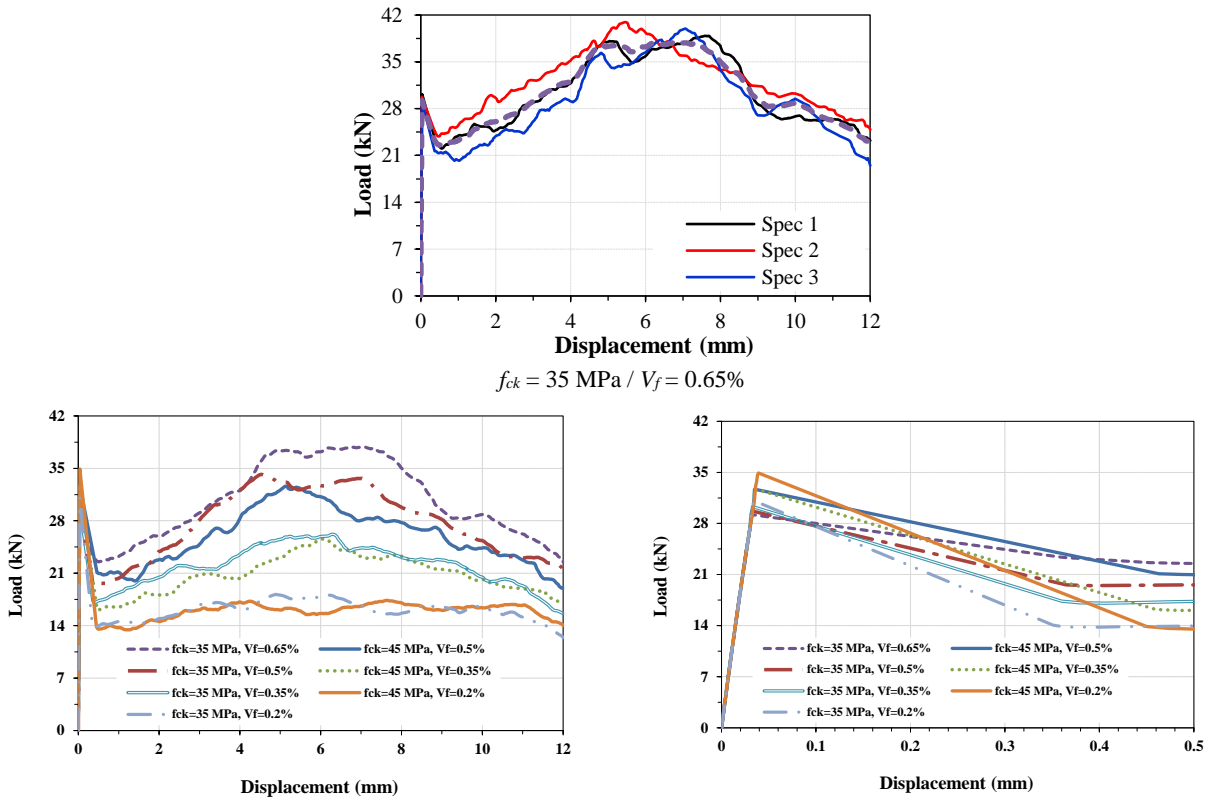 42
35
28
21
14
7
0
Load (kN)
Spec 1
Spec 2
Spec 3
0 2 4 6 8 10 12
Displacement (mm)
fck = 35 MPa / Vf = 0.65%
42
35
28
21
14
7
0
Load (kN)
fck=35 MPa, Vf=0.65% fck=45 MPa, Vf=0.5%
fck=35 MPa, Vf=0.5% fck=45 MPa, Vf=0.35%
fck=35 MPa, Vf=0.35% fck=45 MPa, Vf=0.2%
fck=35 MPa, Vf=0.2%
0 2 4 6 8 10 12
Displacement (mm)
42
35
28
21
14
7
0
Load (kN)
fck=35 MPa, Vf=0.65% fck=45 MPa, Vf=0.5%
fck=35 MPa, Vf=0.5% fck=45 MPa, Vf=0.35%
fck=35 MPa, Vf=0.35% fck=45 MPa, Vf=0.2%
fck=35 MPa, Vf=0.2%
0 0.1 0.2 0.3 0.4 0.5
Displacement (mm)